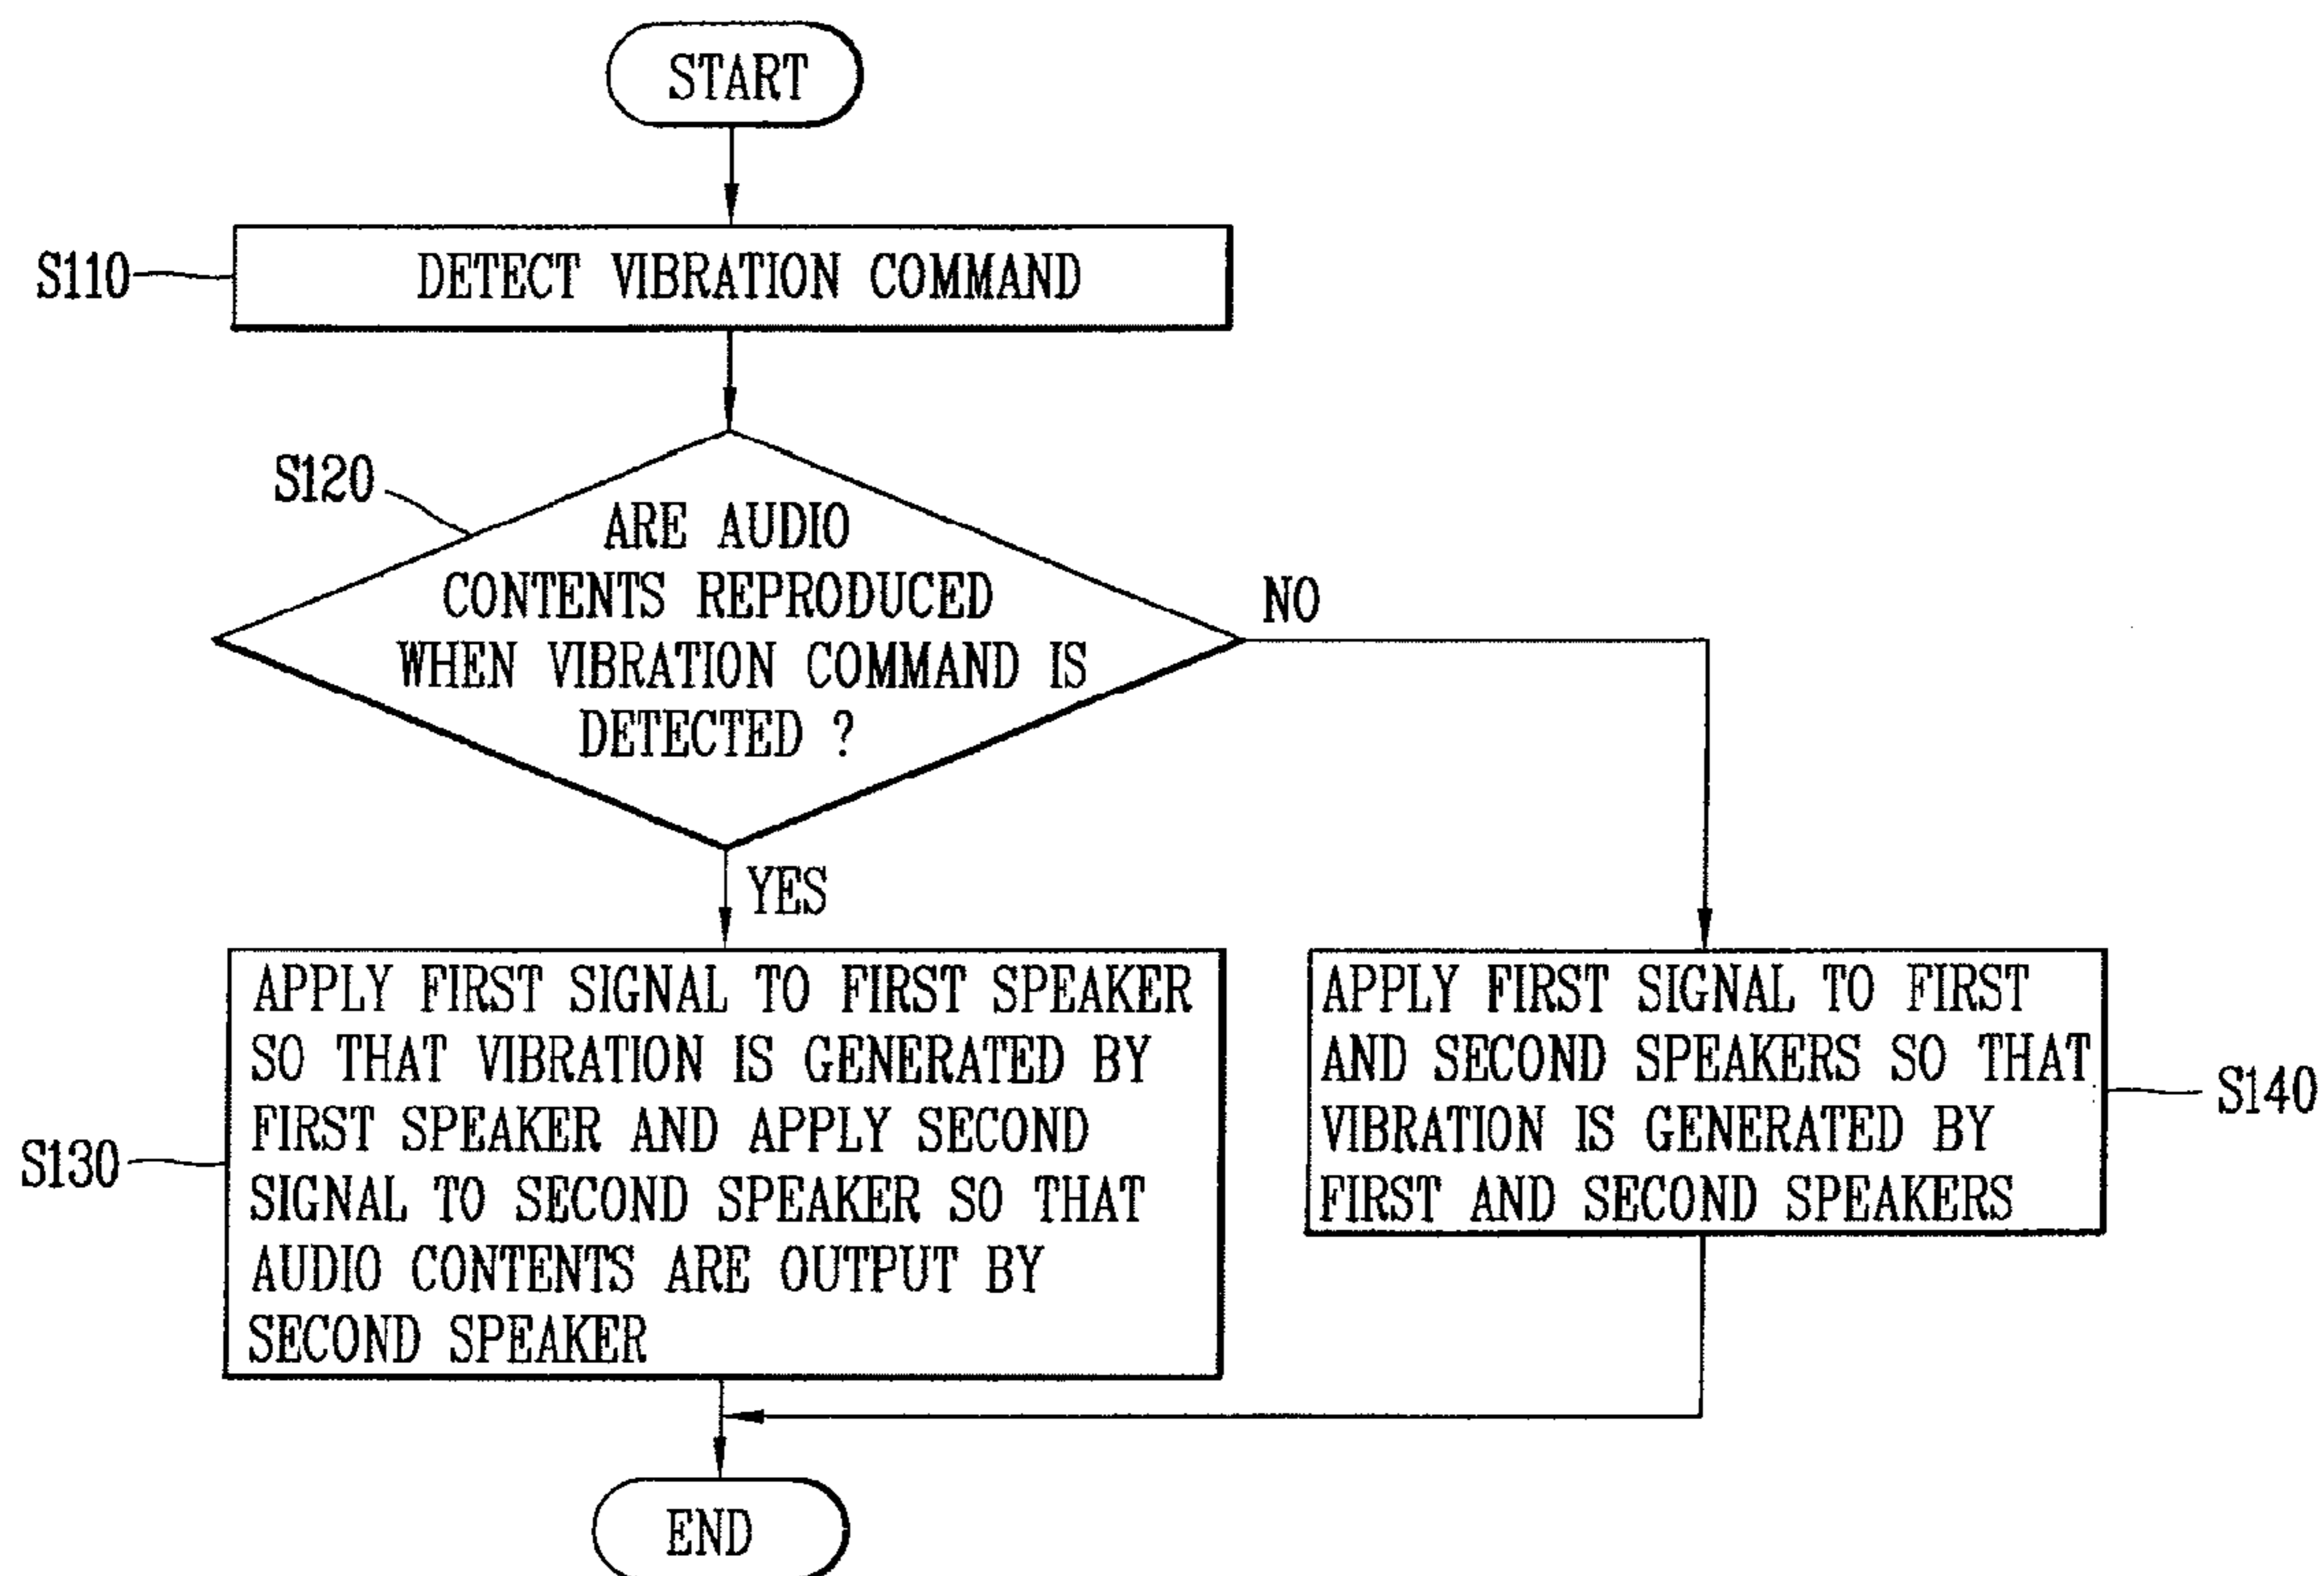 START
S110
DETECT VIBRATION COMMAND
S120
ARE AUDIO
CONTENTS REPRODUCED
WHEN VIBRATION COMMAND IS
DETECTED ?
NO
YES
S130
APPLY FIRST SIGNAL TO FIRST SPEAKER
SO THAT VIBRATION IS GENERATED BY
FIRST SPEAKER AND APPLY SECOND
SIGNAL TO SECOND SPEAKER SO THAT
AUDIO CONTENTS ARE OUTPUT BY
SECOND SPEAKER
APPLY FIRST SIGNAL TO FIRST
AND SECOND SPEAKERS SO THAT
VIBRATION IS GENERATED BY
FIRST AND SECOND SPEAKERS
S140
END